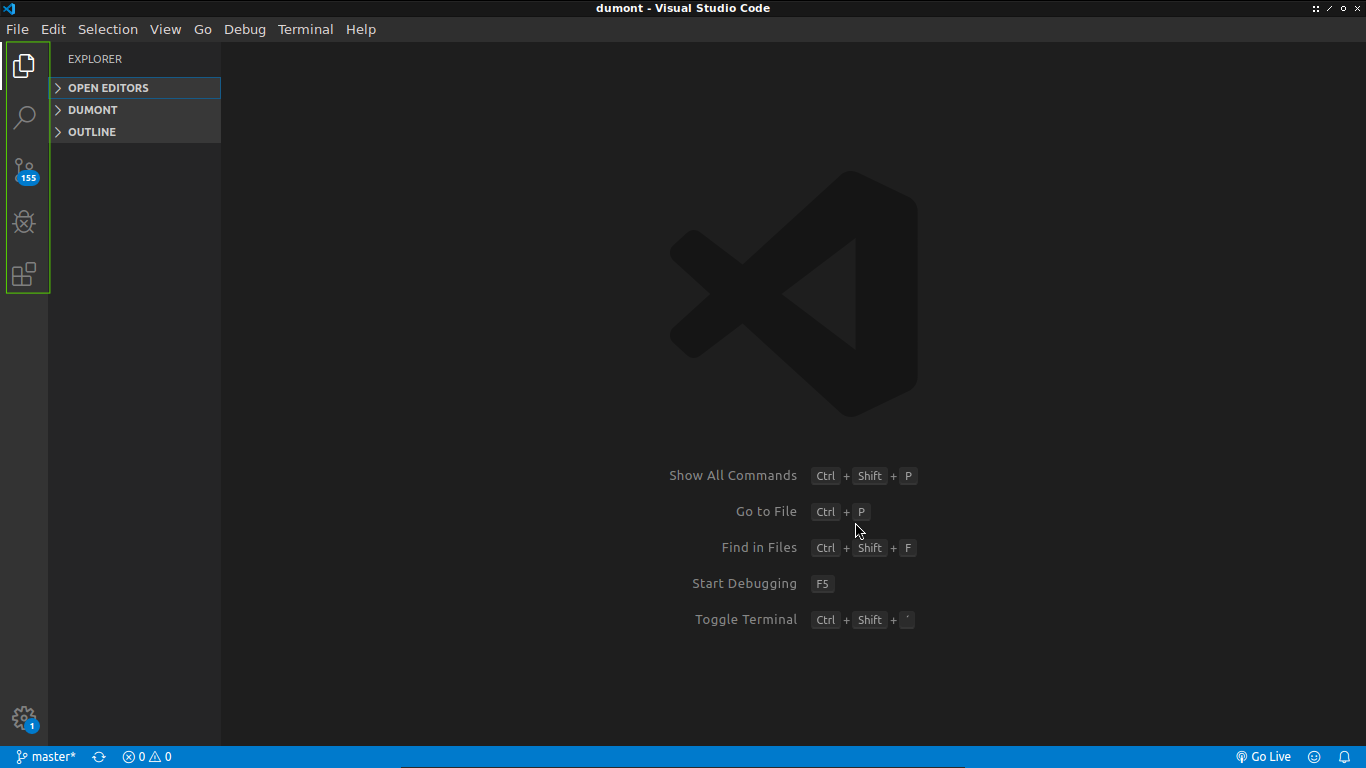 dumont - Visual Studio Code
File Edit Selection View Go Debug Terminal Help
EXPLORER
OPEN EDITORS
DUMONT
OUTLINE
155
Show All Commands Ctrl + Shift + P
Go to File Ctrl + P
Find in Files Ctrl + Shift + F
Start Debugging F5
Toggle Terminal Ctrl + Shift + ´
1
master* 0 0 Go Live